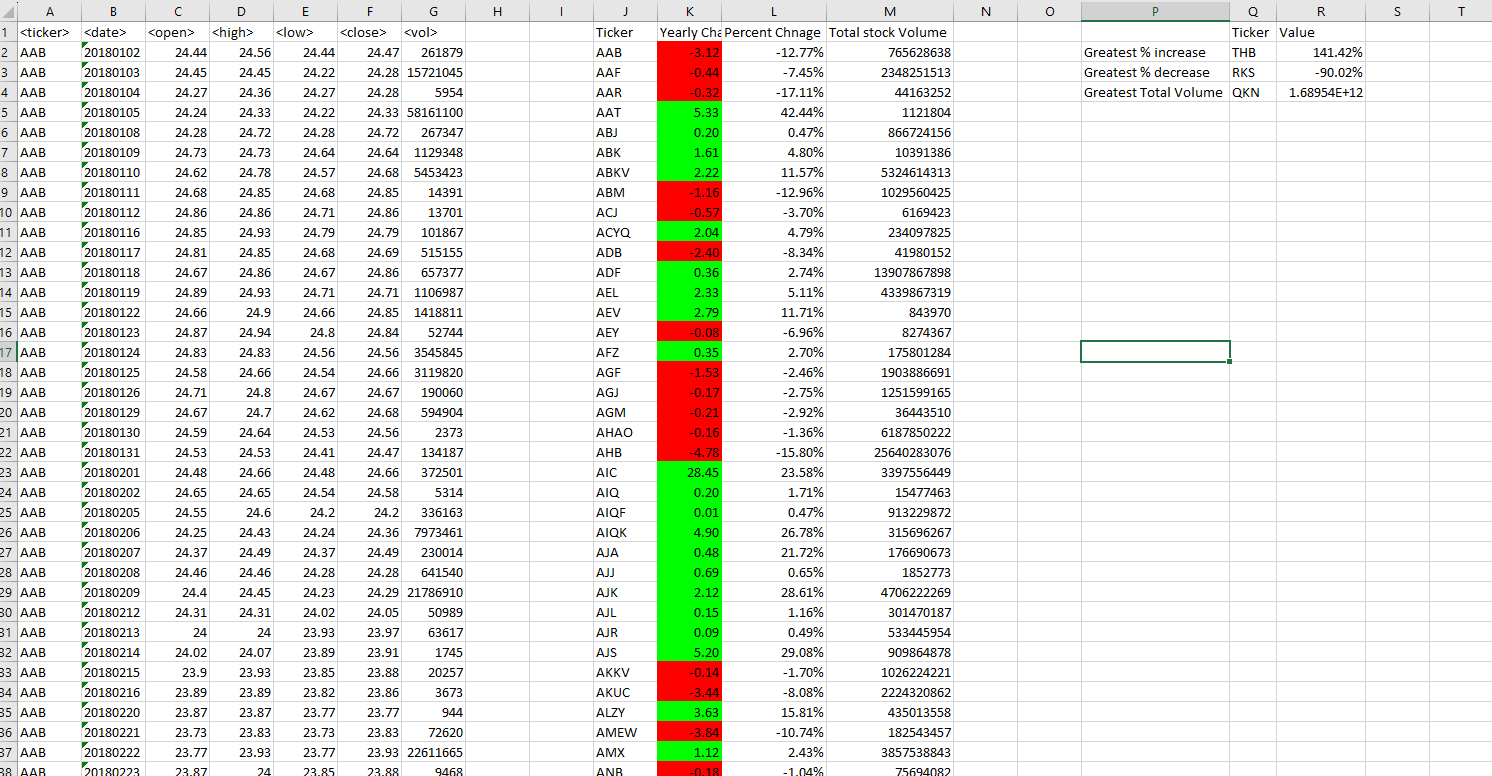 A B C D E F G H I J K L M N O P Q R S T
1 <ticker> <date> <open> <high> <low> <close> <vol> Ticker Yearly Cha Percent Chnage Total stock Volume Ticker Value
2 AAB 20180102 24.44 24.56 24.44 24.47 261879 AAB -3.12 -12.77% 765628638 Greatest % increase THB 141.42%
3 AAB 20180103 24.45 24.45 24.22 24.28 15721045 AAF -0.44 -7.45% 2348251513 Greatest % decrease RKS -90.02%
4 AAB 20180104 24.27 24.36 24.27 24.28 5954 AAR -0.32 -17.11% 44163252 Greatest Total Volume QKN 1.68954E+12
5 AAB 20180105 24.24 24.33 24.22 24.33 58161100 AAT 5.33 42.44% 1121804
6 AAB 20180108 24.28 24.72 24.28 24.72 267347 ABJ 0.20 0.47% 866724156
7 AAB 20180109 24.73 24.73 24.64 24.64 1129348 ABK 1.61 4.80% 10391386
8 AAB 20180110 24.62 24.78 24.57 24.68 5453423 ABKV 2.22 11.57% 5324614313
9 AAB 20180111 24.68 24.85 24.68 24.85 14391 ABM -1.16 -12.96% 1029560425
10 AAB 20180112 24.86 24.86 24.71 24.86 13701 ACJ -0.57 -3.70% 6169423
11 AAB 20180116 24.85 24.93 24.79 24.79 101867 ACYQ 2.04 4.79% 234097825
12 AAB 20180117 24.81 24.85 24.68 24.69 515155 ADB -2.40 -8.34% 41980152
13 AAB 20180118 24.67 24.86 24.67 24.86 657377 ADF 0.36 2.74% 13907867898
14 AAB 20180119 24.89 24.93 24.71 24.71 1106987 AEL 2.33 5.11% 4339867319
15 AAB 20180122 24.66 24.9 24.66 24.85 1418811 AEV 2.79 11.71% 843970
16 AAB 20180123 24.87 24.94 24.8 24.84 52744 AEY -0.08 -6.96% 8274367
17 AAB 20180124 24.83 24.83 24.56 24.56 3545845 AFZ 0.35 2.70% 175801284
18 AAB 20180125 24.58 24.66 24.54 24.66 3119820 AGF -1.53 -2.46% 1903886691
19 AAB 20180126 24.71 24.8 24.67 24.67 190060 AGJ -0.17 -2.75% 1251599165
20 AAB 20180129 24.67 24.7 24.62 24.68 594904 AGM -0.21 -2.92% 36443510
21 AAB 20180130 24.59 24.64 24.53 24.56 2373 AHAO -0.16 -1.36% 6187850222
22 AAB 20180131 24.53 24.53 24.41 24.47 134187 AHB -4.78 -15.80% 25640283076
23 AAB 20180201 24.48 24.66 24.48 24.66 372501 AIC 28.45 23.58% 3397556449
24 AAB 20180202 24.65 24.65 24.54 24.58 5314 AIQ 0.20 1.71% 15477463
25 AAB 20180205 24.55 24.6 24.2 24.2 336163 AIQF 0.01 0.47% 913229872
26 AAB 20180206 24.25 24.43 24.24 24.36 7973461 AIQK 4.90 26.78% 315696267
27 AAB 20180207 24.37 24.49 24.37 24.49 230014 AJA 0.48 21.72% 176690673
28 AAB 20180208 24.46 24.46 24.28 24.28 641540 AJJ 0.69 0.65% 1852773
29 AAB 20180209 24.4 24.45 24.23 24.29 21786910 AJK 2.12 28.61% 4706222269
30 AAB 20180212 24.31 24.31 24.02 24.05 50989 AJL 0.15 1.16% 301470187
31 AAB 20180213 24 24 23.93 23.97 63617 AJR 0.09 0.49% 533445954
32 AAB 20180214 24.02 24.07 23.89 23.91 1745 AJS 5.20 29.08% 909864878
33 AAB 20180215 23.9 23.93 23.85 23.88 20257 AKKV -0.14 -1.70% 1026224221
34 AAB 20180216 23.89 23.89 23.82 23.86 3673 AKUC -3.44 -8.08% 2224320862
35 AAB 20180220 23.87 23.87 23.77 23.77 944 ALZY 3.63 15.81% 435013558
36 AAB 20180221 23.73 23.83 23.73 23.83 72620 AMEW -3.84 -10.74% 182543457
37 AAB 20180222 23.77 23.93 23.77 23.93 22611665 AMX 1.12 2.43% 3857538843
38 AAB 20180223 23.87 24 23.85 23.88 9468 ANB -0.18 -1.04% 75694082